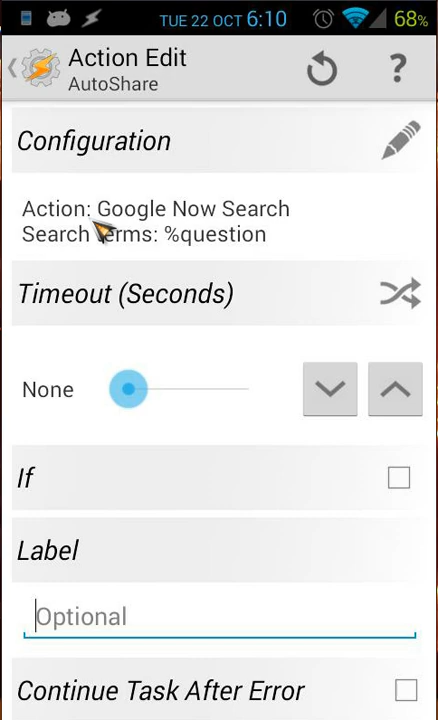 TUE 22 OCT 6:10 68%
Action Edit
AutoShare
?
Configuration
Action: Google Now Search
Search Terms: %question
Timeout (Seconds)
None
If
Label
Optional
Continue Task After Error